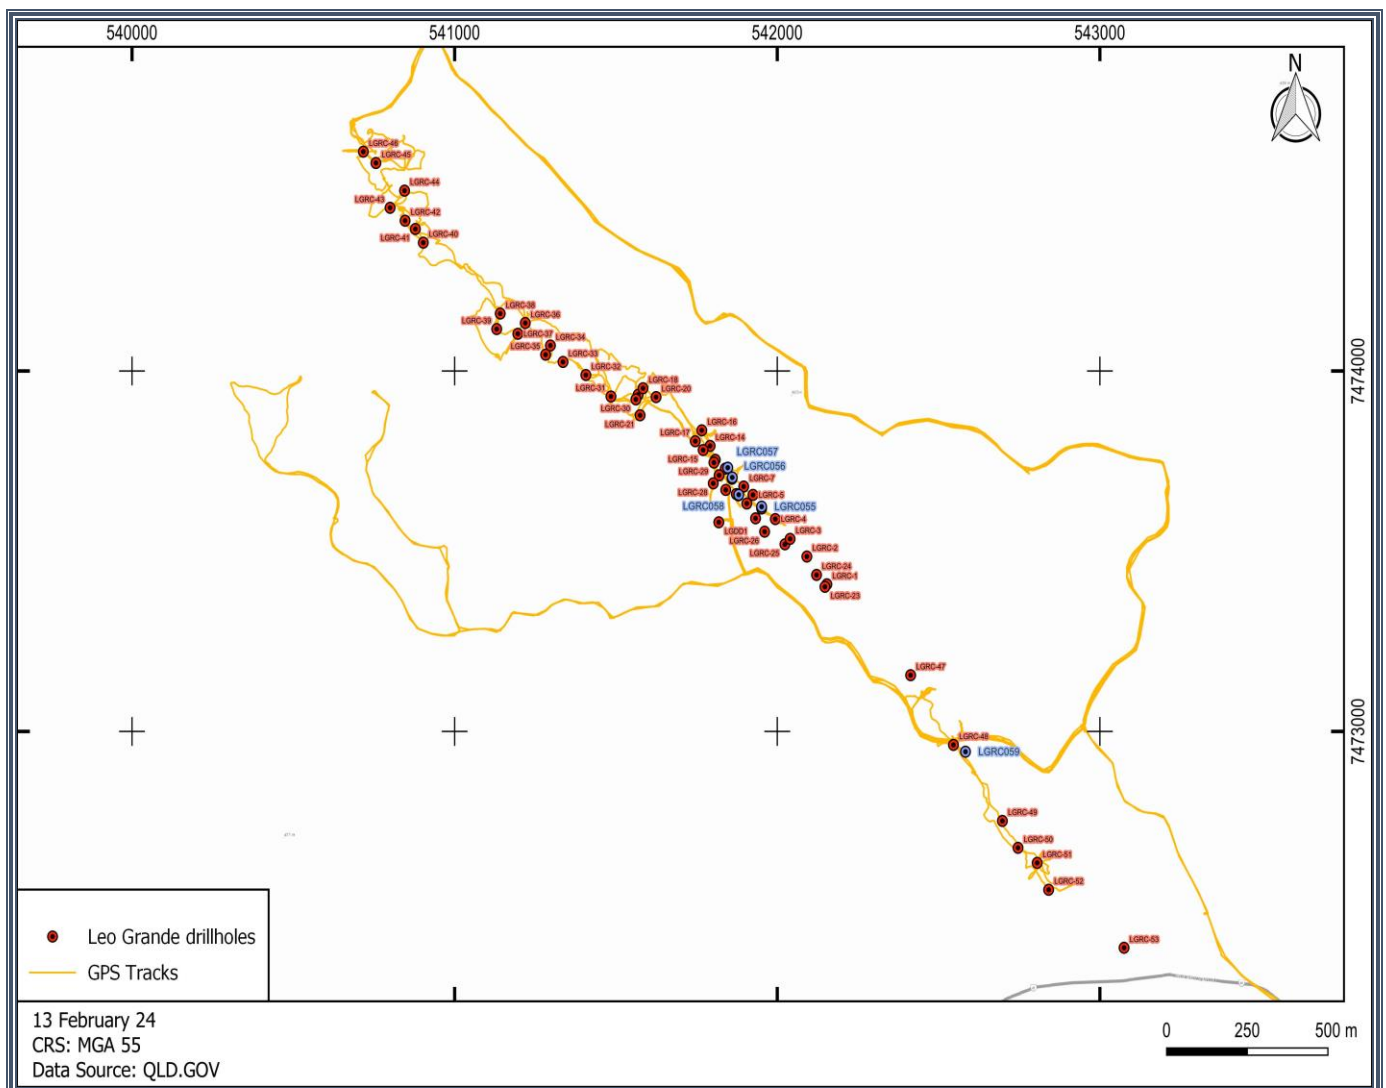 540000
541000
542000
543000
N
LGRC-46
LGRC-45
LGRC-44
LGRC-43
LGRC-42
LGRC-41
LGRC-40
LGRC-38
LGRC-39
LGRC-36
LGRC-37
LGRC-34
LGRC-35
LGRC-33
LGRC-32
7474000
LGRC-31
LGRC-18
LGRC-20
LGRC-30
LGRC-21
LGRC-16
LGRC-17
LGRC-14
LGRC057
LGRC-15
LGRC056
LGRC-29
LGRC-7
LGRC-28
LGRC-5
LGRC058
LGRC055
LGRC-4
LGDD1
LGRC-3
LGRC-26
LGRC-25
LGRC-2
LGRC-24
LGRC-1
LGRC-23
LGRC-47
7473000
LGRC-48
LGRC059
LGRC-49
LGRC-50
LGRC-51
LGRC-52
LGRC-53
Leo Grande drillholes
GPS Tracks
13 February 24
CRS: MGA 55
Data Source: QLD.GOV
0 250 500 m